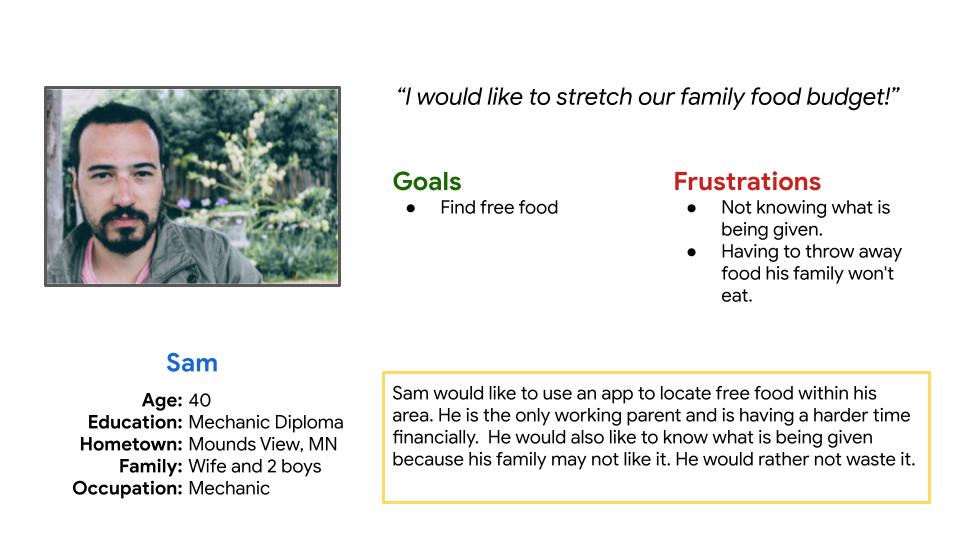 “I would like to stretch our family food budget!”
Goals
● Find free food
Frustrations
● Not knowing what is
being given.
● Having to throw away
food his family won't
eat.
Sam
Age: 40
Education: Mechanic Diploma
Hometown: Mounds View, MN
Family: Wife and 2 boys
Occupation: Mechanic
Sam would like to use an app to locate free food within his
area. He is the only working parent and is having a harder time
financially.  He would also like to know what is being given
because his family may not like it. He would rather not waste it.